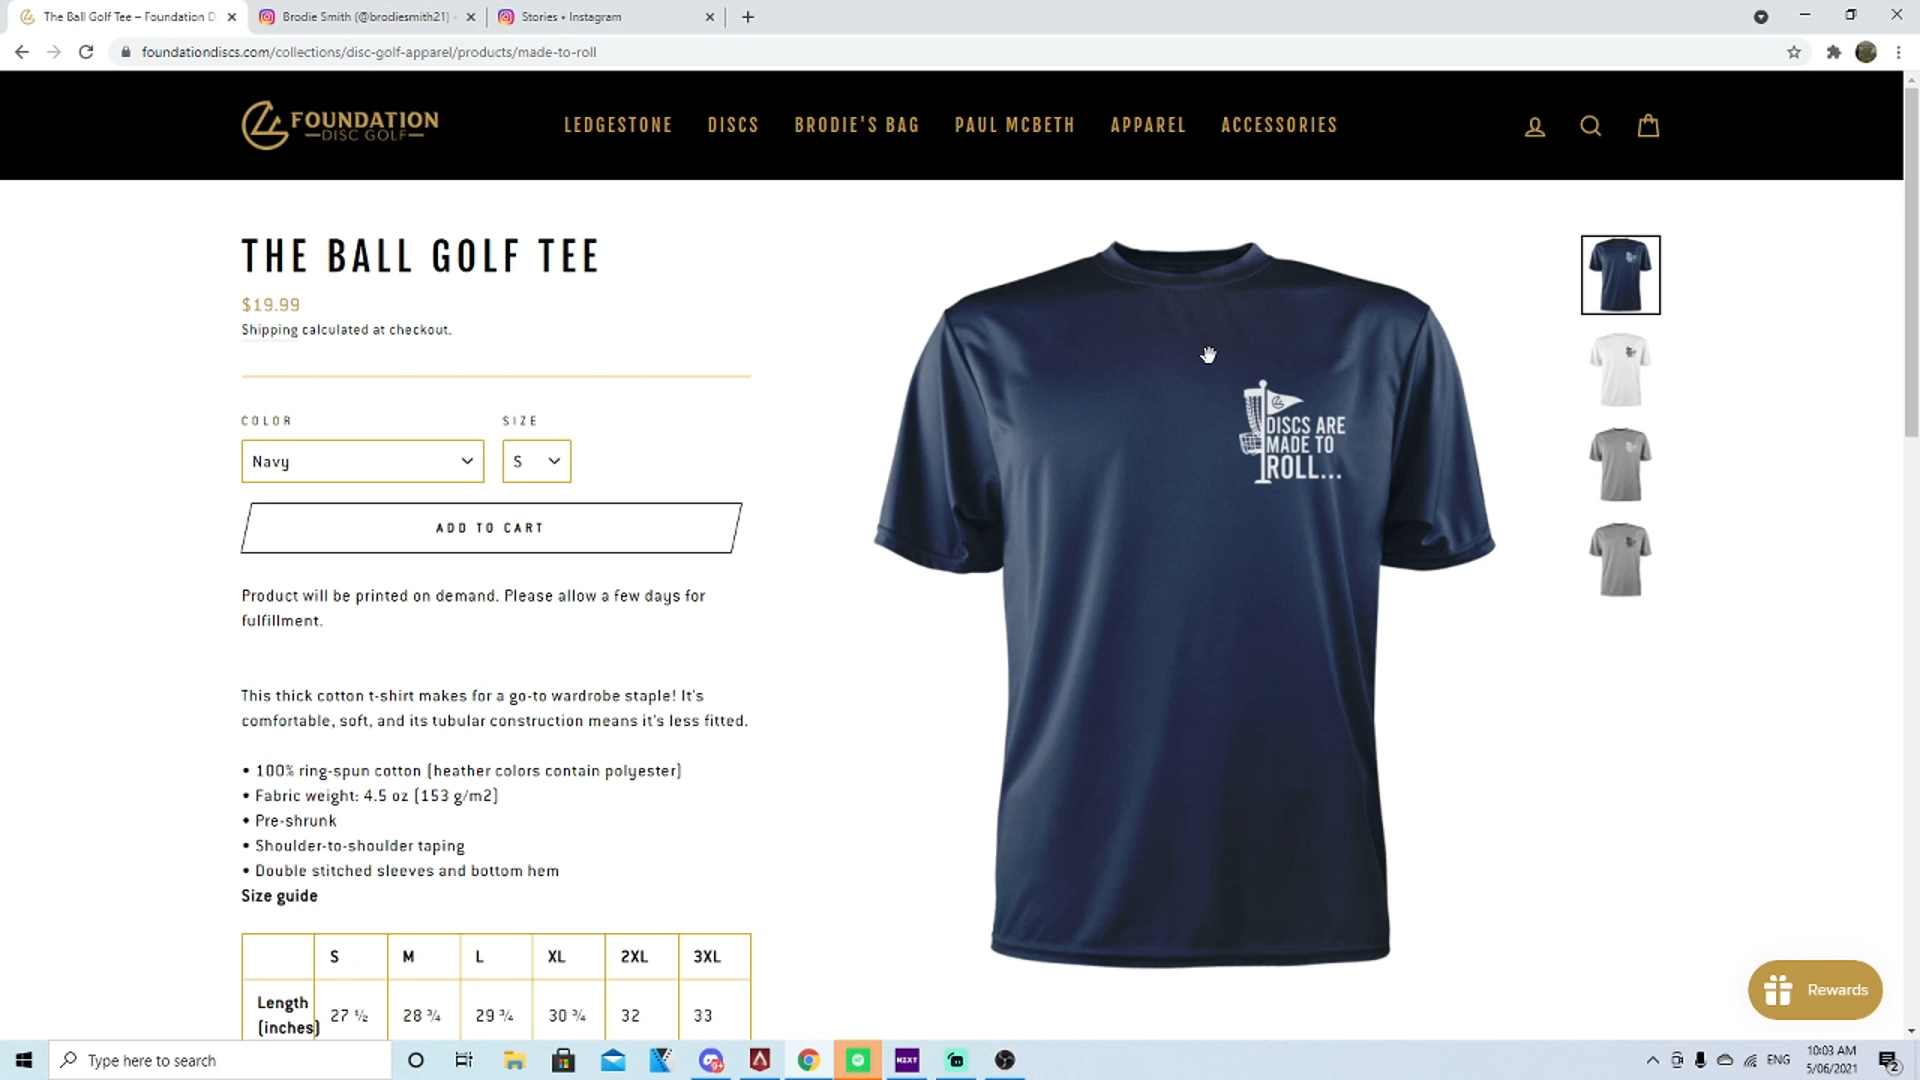 The Ball Golf Tee – Foundation D
Brodie Smith (@brodiesmith21) ·
Stories • Instagram
foundationdiscs.com/collections/disc-golf-apparel/products/made-to-roll
FOUNDATION
DISC GOLF
LEDGESTONE DISCS BRODIE'S BAG PAUL MCBETH APPAREL ACCESSORIES
THE BALL GOLF TEE
$19.99
Shipping calculated at checkout.
COLOR SIZE
Navy S
ADD TO CART
Product will be printed on demand. Please allow a few days for
fulfillment.
This thick cotton t-shirt makes for a go-to wardrobe staple! It's
comfortable, soft, and its tubular construction means it's less fitted.
• 100% ring-spun cotton (heather colors contain polyester)
• Fabric weight: 4.5 oz (153 g/m2)
• Pre-shrunk
• Shoulder-to-shoulder taping
• Double stitched sleeves and bottom hem
Size guide
S M L XL 2XL 3XL
Length
(inches) 27 ½ 28 ¾ 29 ¾ 30 ¾ 32 33
DISCS ARE
MADE TO
ROLL...
Rewards
Type here to search
NZXT
ENG
10:03 AM
5/06/2021
2